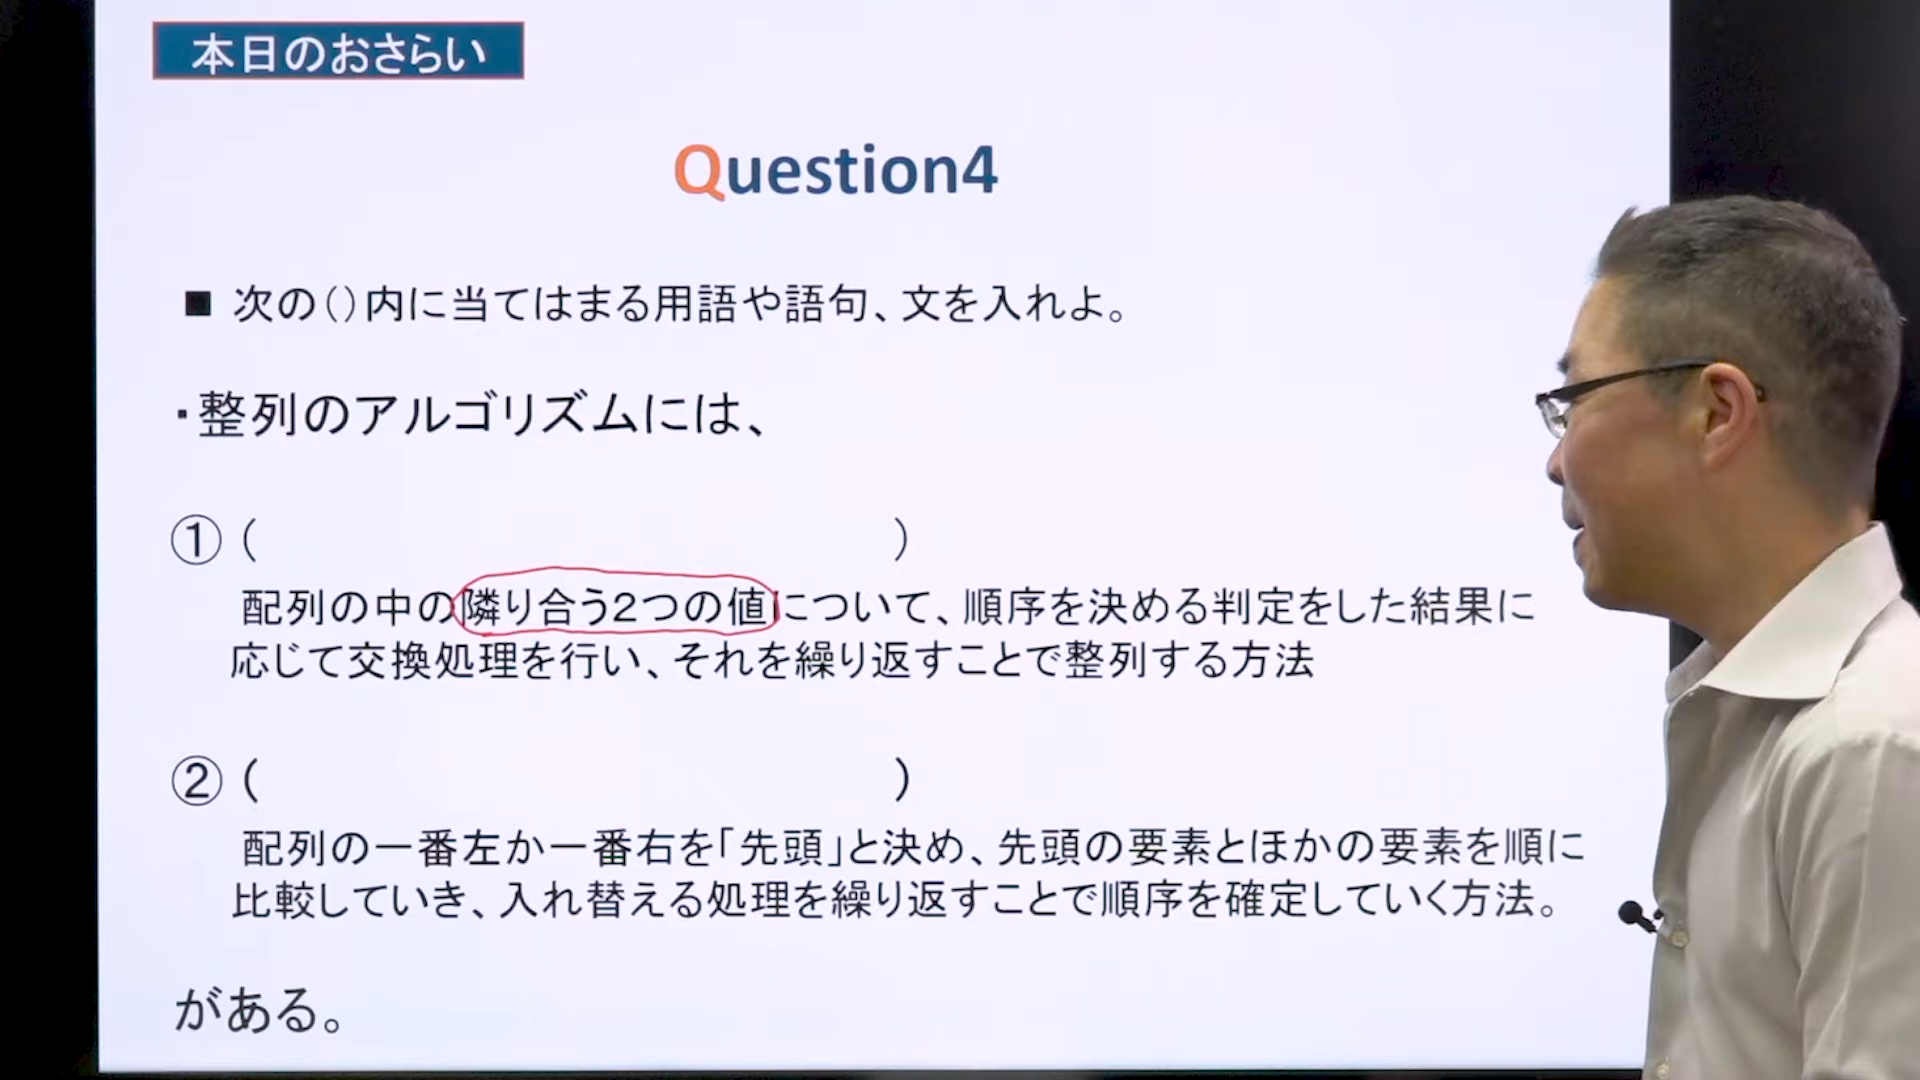 本日のおさらい
Question4
■ 次の()内に当てはまる用語や語句、文を入れよ。
・整列のアルゴリズムには、
①( )
配列の中の隣り合う2つの値について、順序を決める判定をした結果に
応じて交換処理を行い、それを繰り返すことで整列する方法
②( )
配列の一番左か一番右を「先頭」と決め、先頭の要素とほかの要素を順に
比較していき、入れ替える処理を繰り返すことで順序を確定していく方法。
がある。